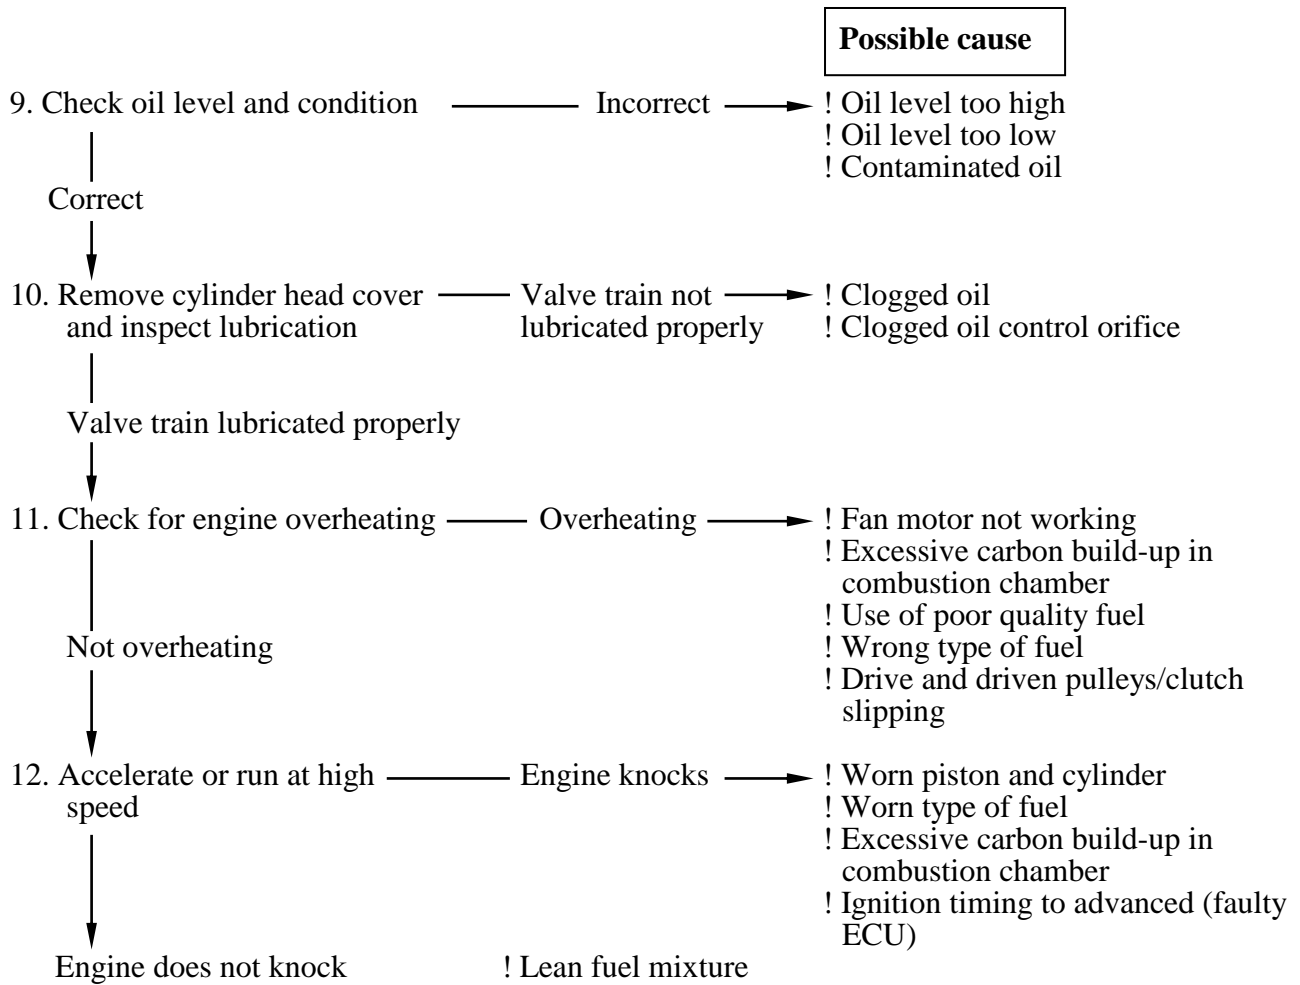 Possible cause
9. Check oil level and condition
Incorrect
! Oil level too high
! Oil level too low
! Contaminated oil
Correct
10. Remove cylinder head cover
and inspect lubrication
Valve train not
lubricated properly
! Clogged oil
! Clogged oil control orifice
Valve train lubricated properly
11. Check for engine overheating
Overheating
! Fan motor not working
! Excessive carbon build-up in
combustion chamber
! Use of poor quality fuel
! Wrong type of fuel
! Drive and driven pulleys/clutch
slipping
Not overheating
12. Accelerate or run at high
speed
Engine knocks
! Worn piston and cylinder
! Worn type of fuel
! Excessive carbon build-up in
combustion chamber
! Ignition timing to advanced (faulty
ECU)
Engine does not knock
! Lean fuel mixture